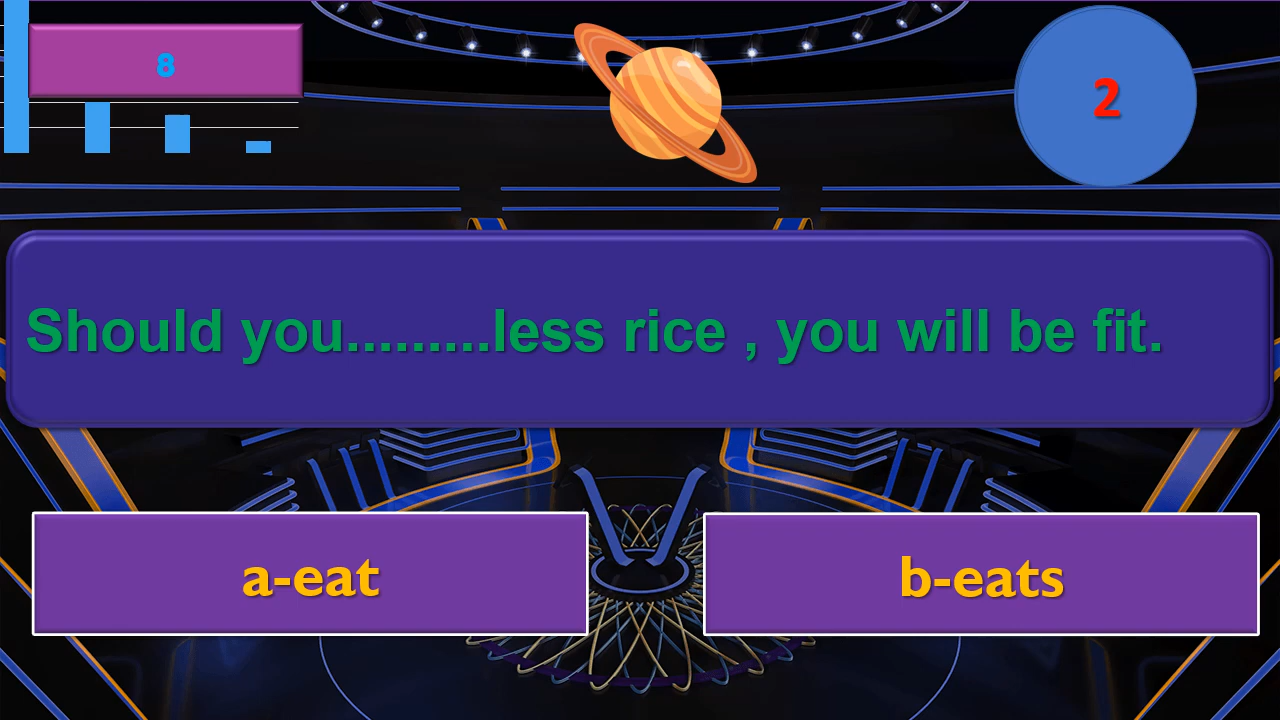 8
2
Should you.........less rice , you will be fit.
a-eat
b-eats